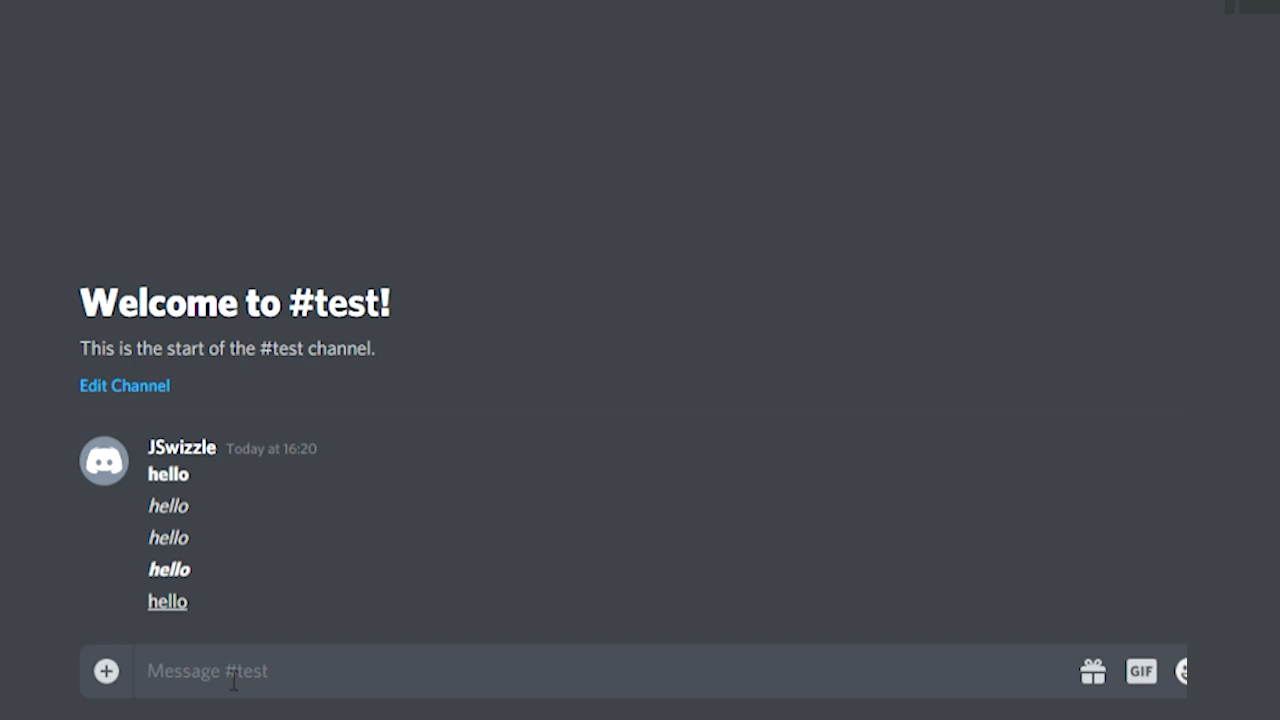 Welcome to #test!
This is the start of the #test channel.
Edit Channel
JSwizzle Today at 16:20
hello
hello
hello
hello
hello
Message #test
GIF